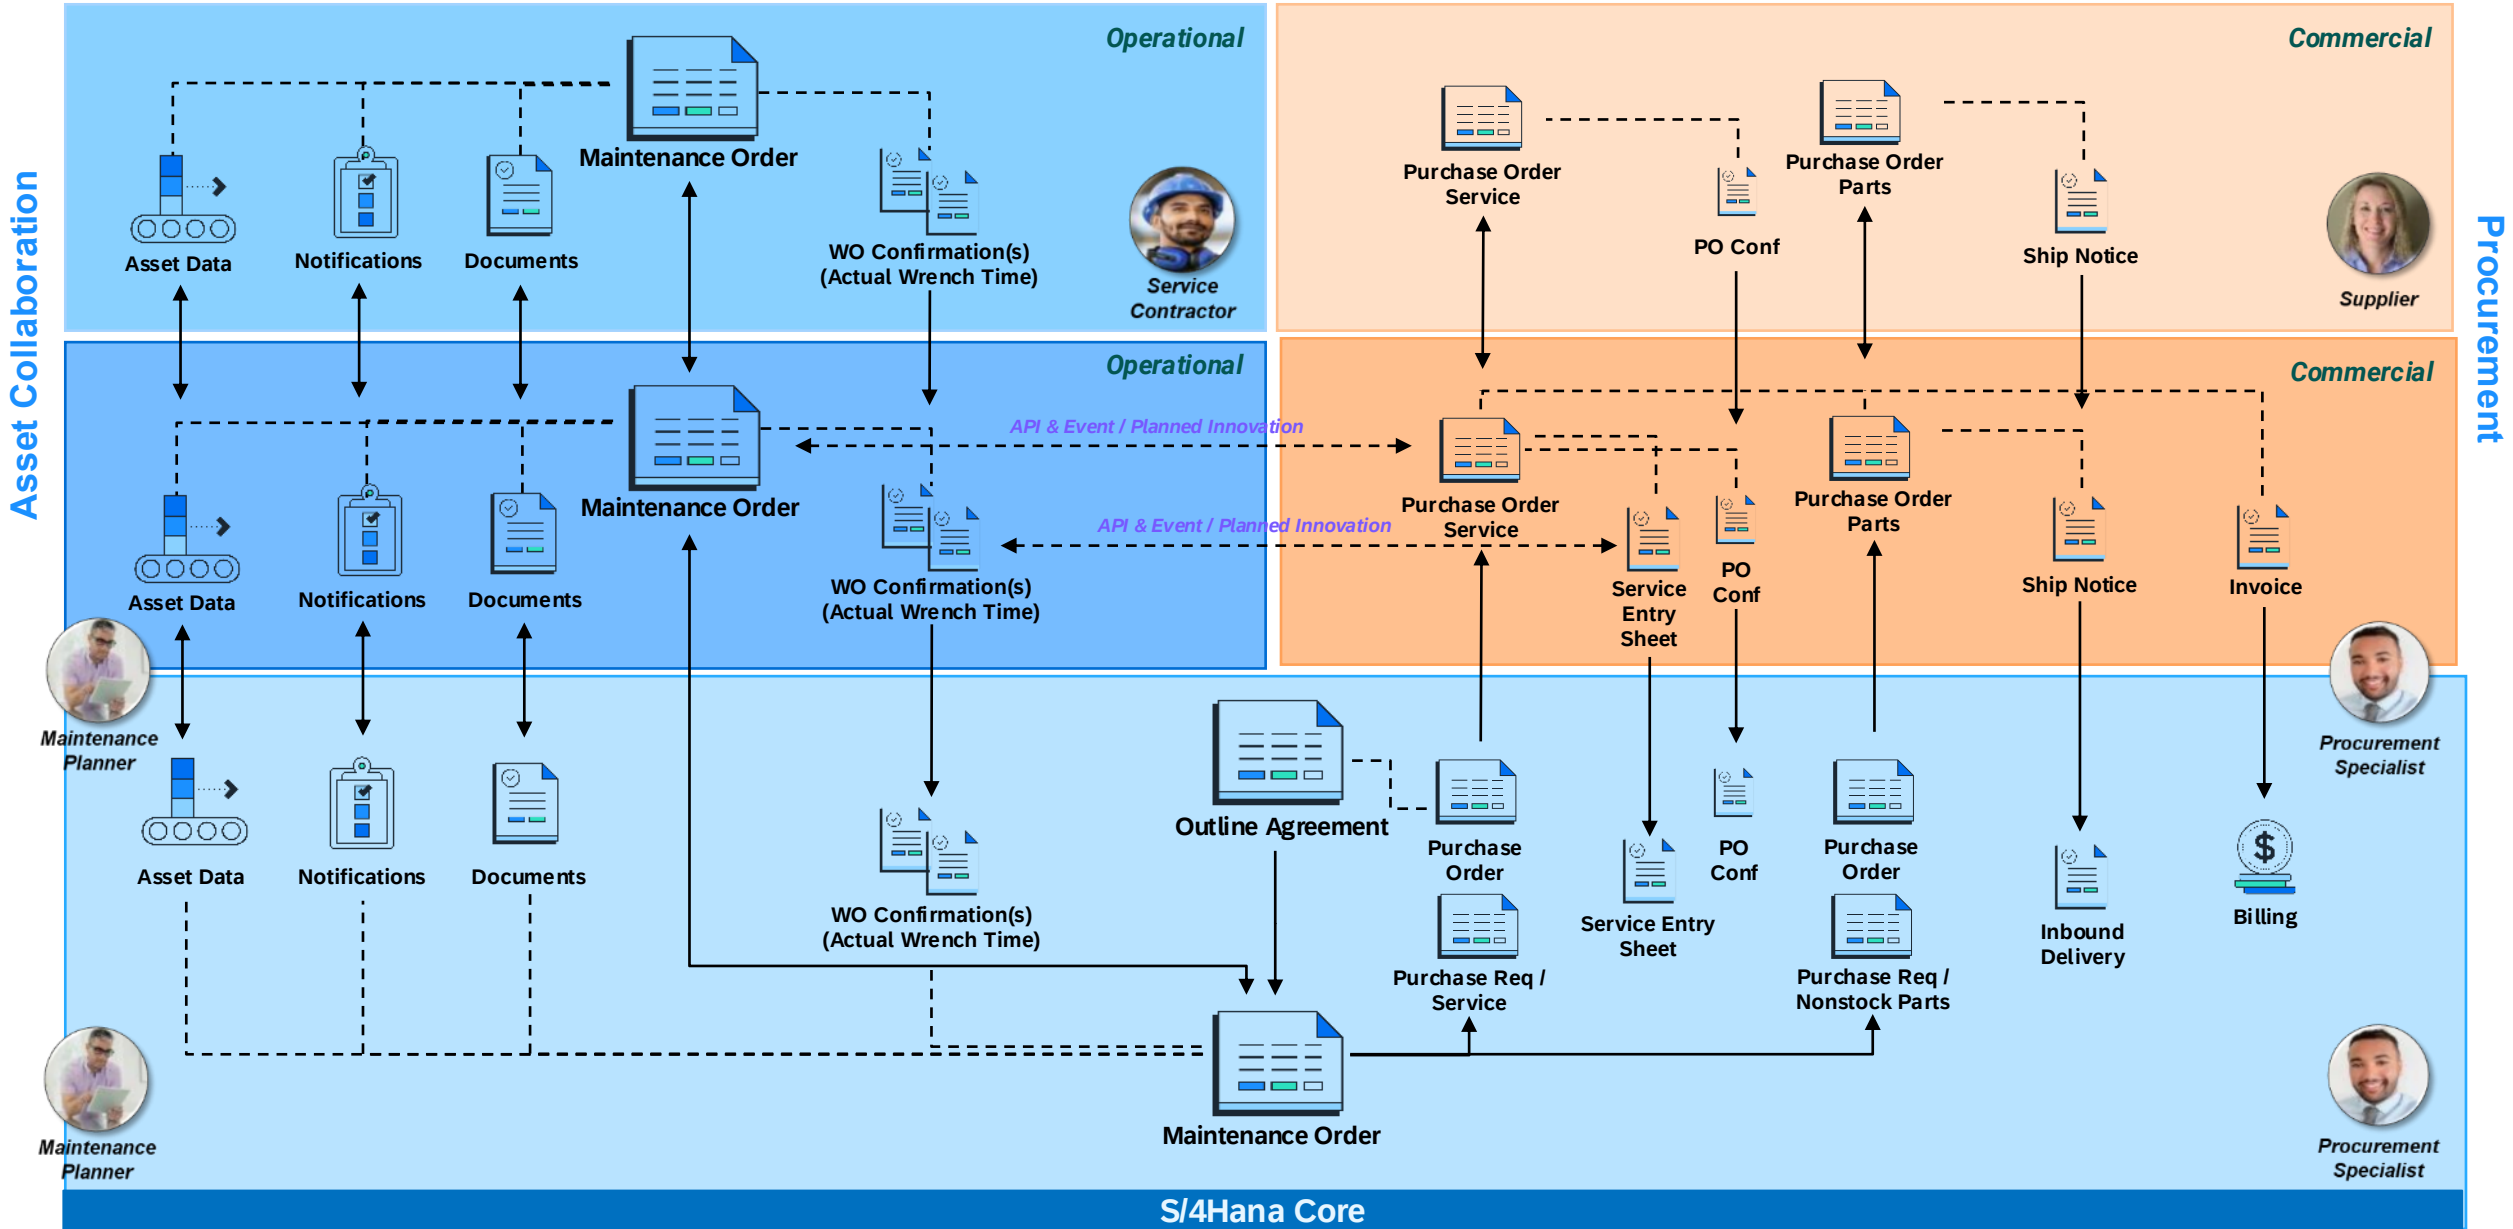 Asset Collaboration
Operational
Maintenance Order
Asset Data
Notifications
Documents
WO Confirmation(s)
(Actual Wrench Time)
Service
Contractor
Commercial
Purchase Order
Service
PO Conf
Purchase Order
Parts
Ship Notice
Supplier
Procurement
Operational
Maintenance Order
Asset Data
Notifications
Documents
WO Confirmation(s)
(Actual Wrench Time)
Maintenance
Planner
API & Event / Planned Innovation
API & Event / Planned Innovation
Commercial
Purchase Order
Service
Service
Entry
Sheet
PO
Conf
Purchase Order
Parts
Ship Notice
Invoice
Procurement
Specialist
Asset Data
Notifications
Documents
WO Confirmation(s)
(Actual Wrench Time)
Outline Agreement
Purchase
Order
Purchase Req /
Service
Service Entry
Sheet
PO
Conf
Purchase
Order
Purchase Req /
Nonstock Parts
Inbound
Delivery
$
Billing
Maintenance Order
Maintenance
Planner
Procurement
Specialist
S/4Hana Core